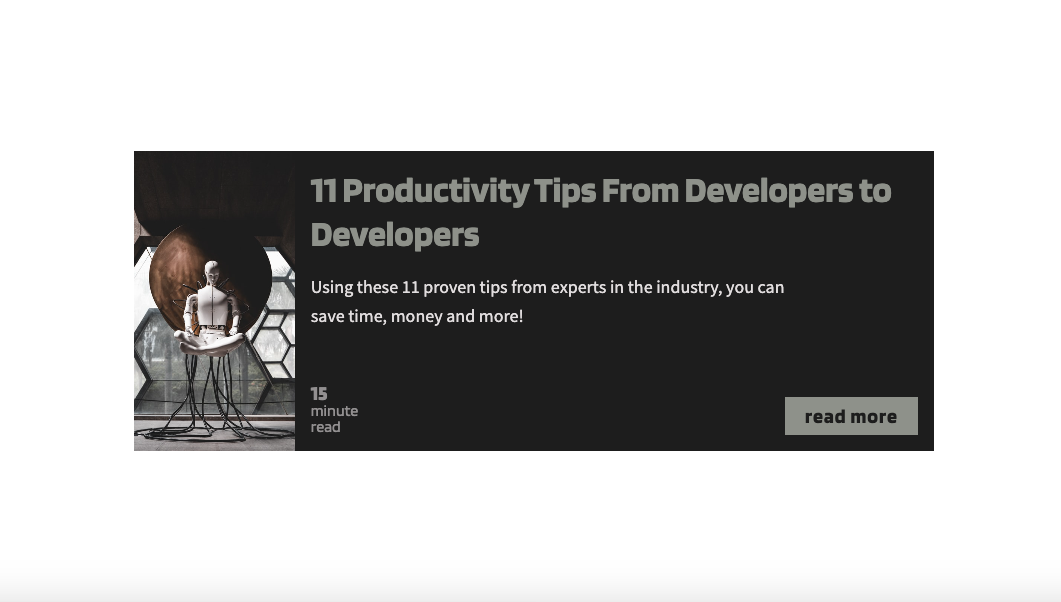 11 Productivity Tips From Developers to
Developers
Using these 11 proven tips from experts in the industry, you can
save time, money and more!
15
minute
read
read more